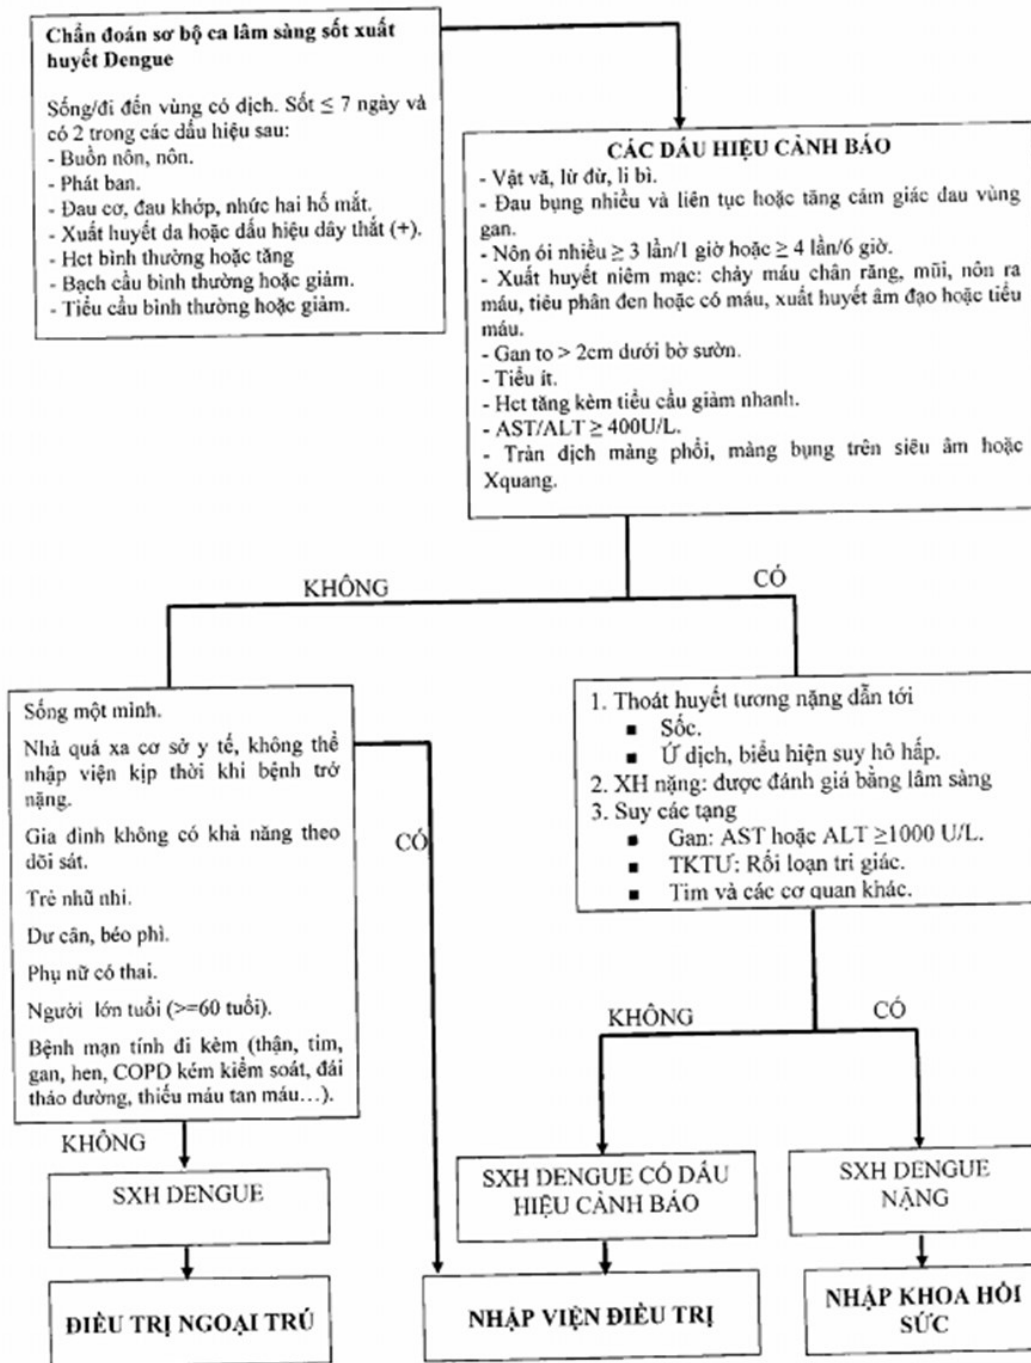 Chẩn đoán sơ bộ ca lâm sàng sốt xuất
huyết Dengue
Sống/đi đến vùng có dịch. Sốt ≤ 7 ngày và
có 2 trong các dấu hiệu sau:
- Buồn nôn, nôn.
- Phát ban.
- Đau cơ, đau khớp, nhức hai hố mắt.
- Xuất huyết da hoặc dấu hiệu dây thắt (+).
- Hct bình thường hoặc tăng
- Bạch cầu bình thường hoặc giảm.
- Tiểu cầu bình thường hoặc giảm.
CÁC DẤU HIỆU CẢNH BÁO
- Vật vã, lừ đừ, li bì.
- Đau bụng nhiều và liên tục hoặc tăng cảm giác đau vùng
gan.
- Nôn ói nhiều ≥ 3 lần/1 giờ hoặc ≥ 4 lần/6 giờ.
- Xuất huyết niêm mạc: chảy máu chân răng, mũi, nôn ra
máu, tiêu phân đen hoặc có máu, xuất huyết âm đạo hoặc tiểu
máu.
- Gan to > 2cm dưới bờ sườn.
- Tiểu ít.
- Hct tăng kèm tiểu cầu giảm nhanh.
- AST/ALT ≥ 400U/L.
- Tràn dịch màng phổi, màng bụng trên siêu âm hoặc
Xquang.
KHÔNG
CÓ
Sống một mình.
Nhà quá xa cơ sở y tế, không thể
nhập viện kịp thời khi bệnh trở
nặng.
Gia đình không có khả năng theo
dõi sát.
Trẻ nhũ nhi.
Dư cân, béo phì.
Phụ nữ có thai.
Người lớn tuổi (>=60 tuổi).
Bệnh mạn tính đi kèm (thận, tim,
gan, hen, COPD kém kiểm soát, đái
tháo đường, thiếu máu tan máu…).
CÓ
1. Thoát huyết tương nặng dẫn tới
▪ Sốc.
▪ Ứ dịch, biểu hiện suy hô hấp.
2. XH nặng: được đánh giá bằng lâm sàng
3. Suy các tạng
▪ Gan: AST hoặc ALT ≥1000 U/L.
▪ TKTƯ: Rối loạn tri giác.
▪ Tim và các cơ quan khác.
KHÔNG
CÓ
KHÔNG
SXH DENGUE
SXH DENGUE CÓ DẤU
HIỆU CẢNH BÁO
SXH DENGUE
NẶNG
ĐIỀU TRỊ NGOẠI TRÚ
NHẬP VIỆN ĐIỀU TRỊ
NHẬP KHOA HỒI
SỨC